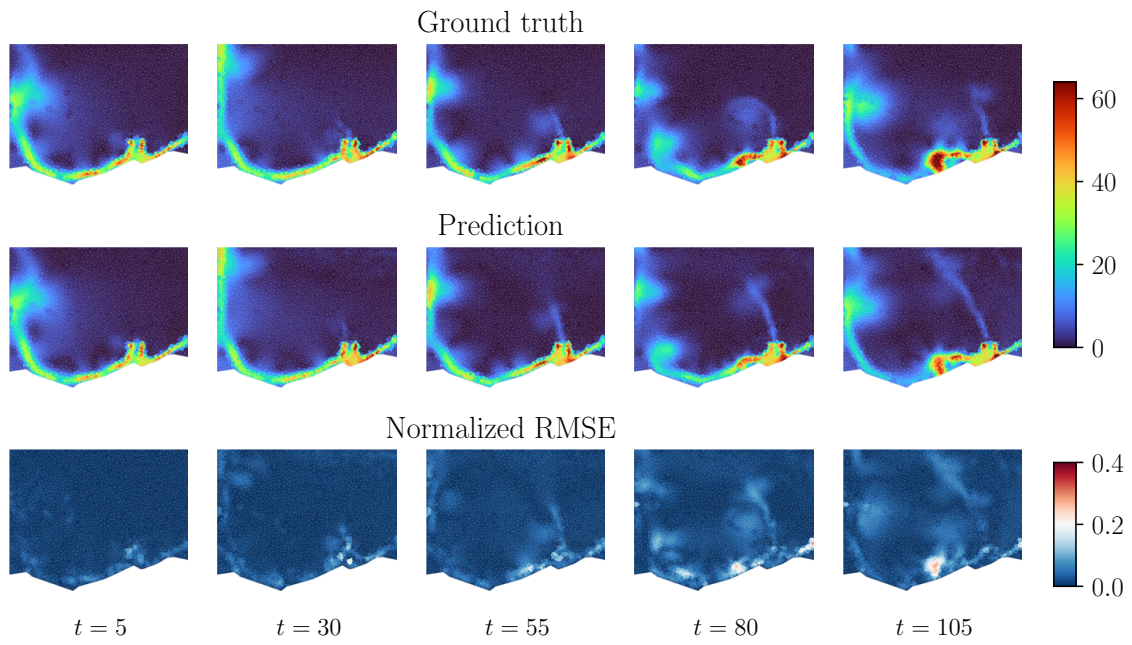 Ground truth
60
40
20
0
Prediction
Normalized RMSE
0.4
0.2
0.0
t = 5
t = 30
t = 55
t = 80
t = 105